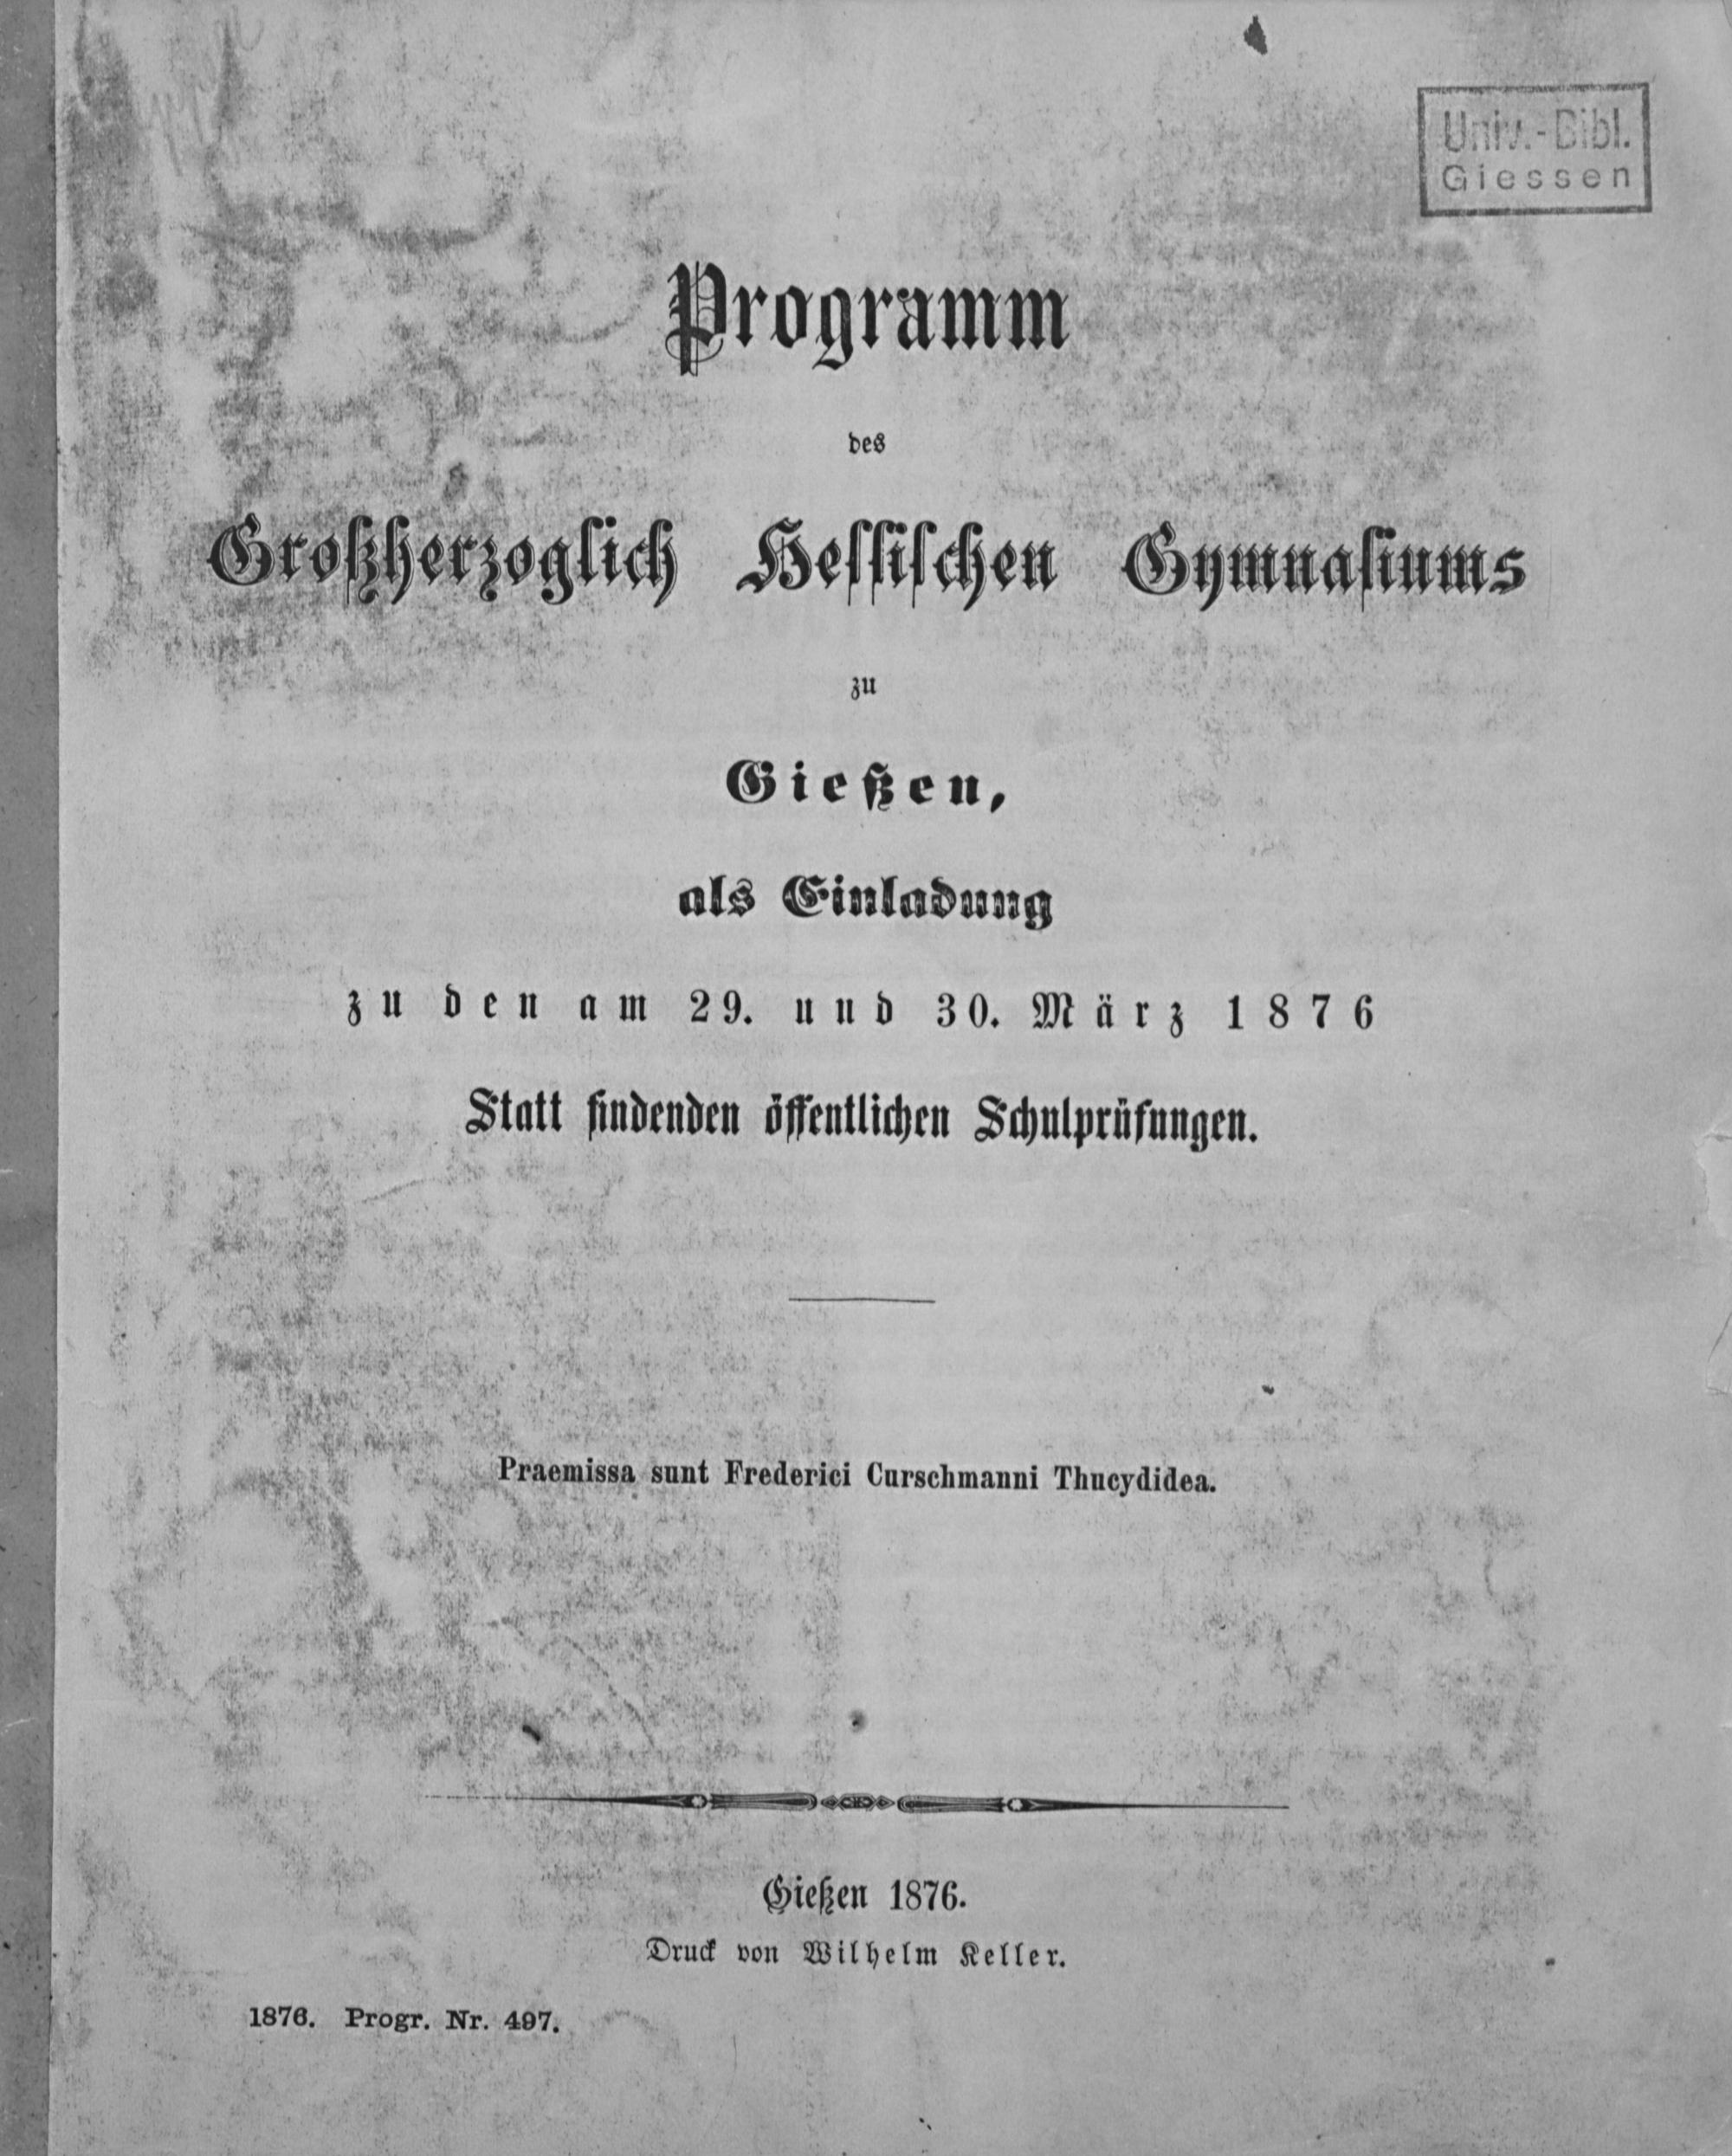 Univ.-Bibl.
Giessen
Programm
des
Großherzoglich Hessischen Gymnasiums
zu
Gießen,
als Einladung
zu den am 29. und 30. März 1876
Statt findenden öffentlichen Schulprüfungen.
Praemissa sunt Frederici Curschmanni Thucydidea.
Gießen 1876.
Druck von Wilhelm Keller.
1876. Progr. Nr. 497.